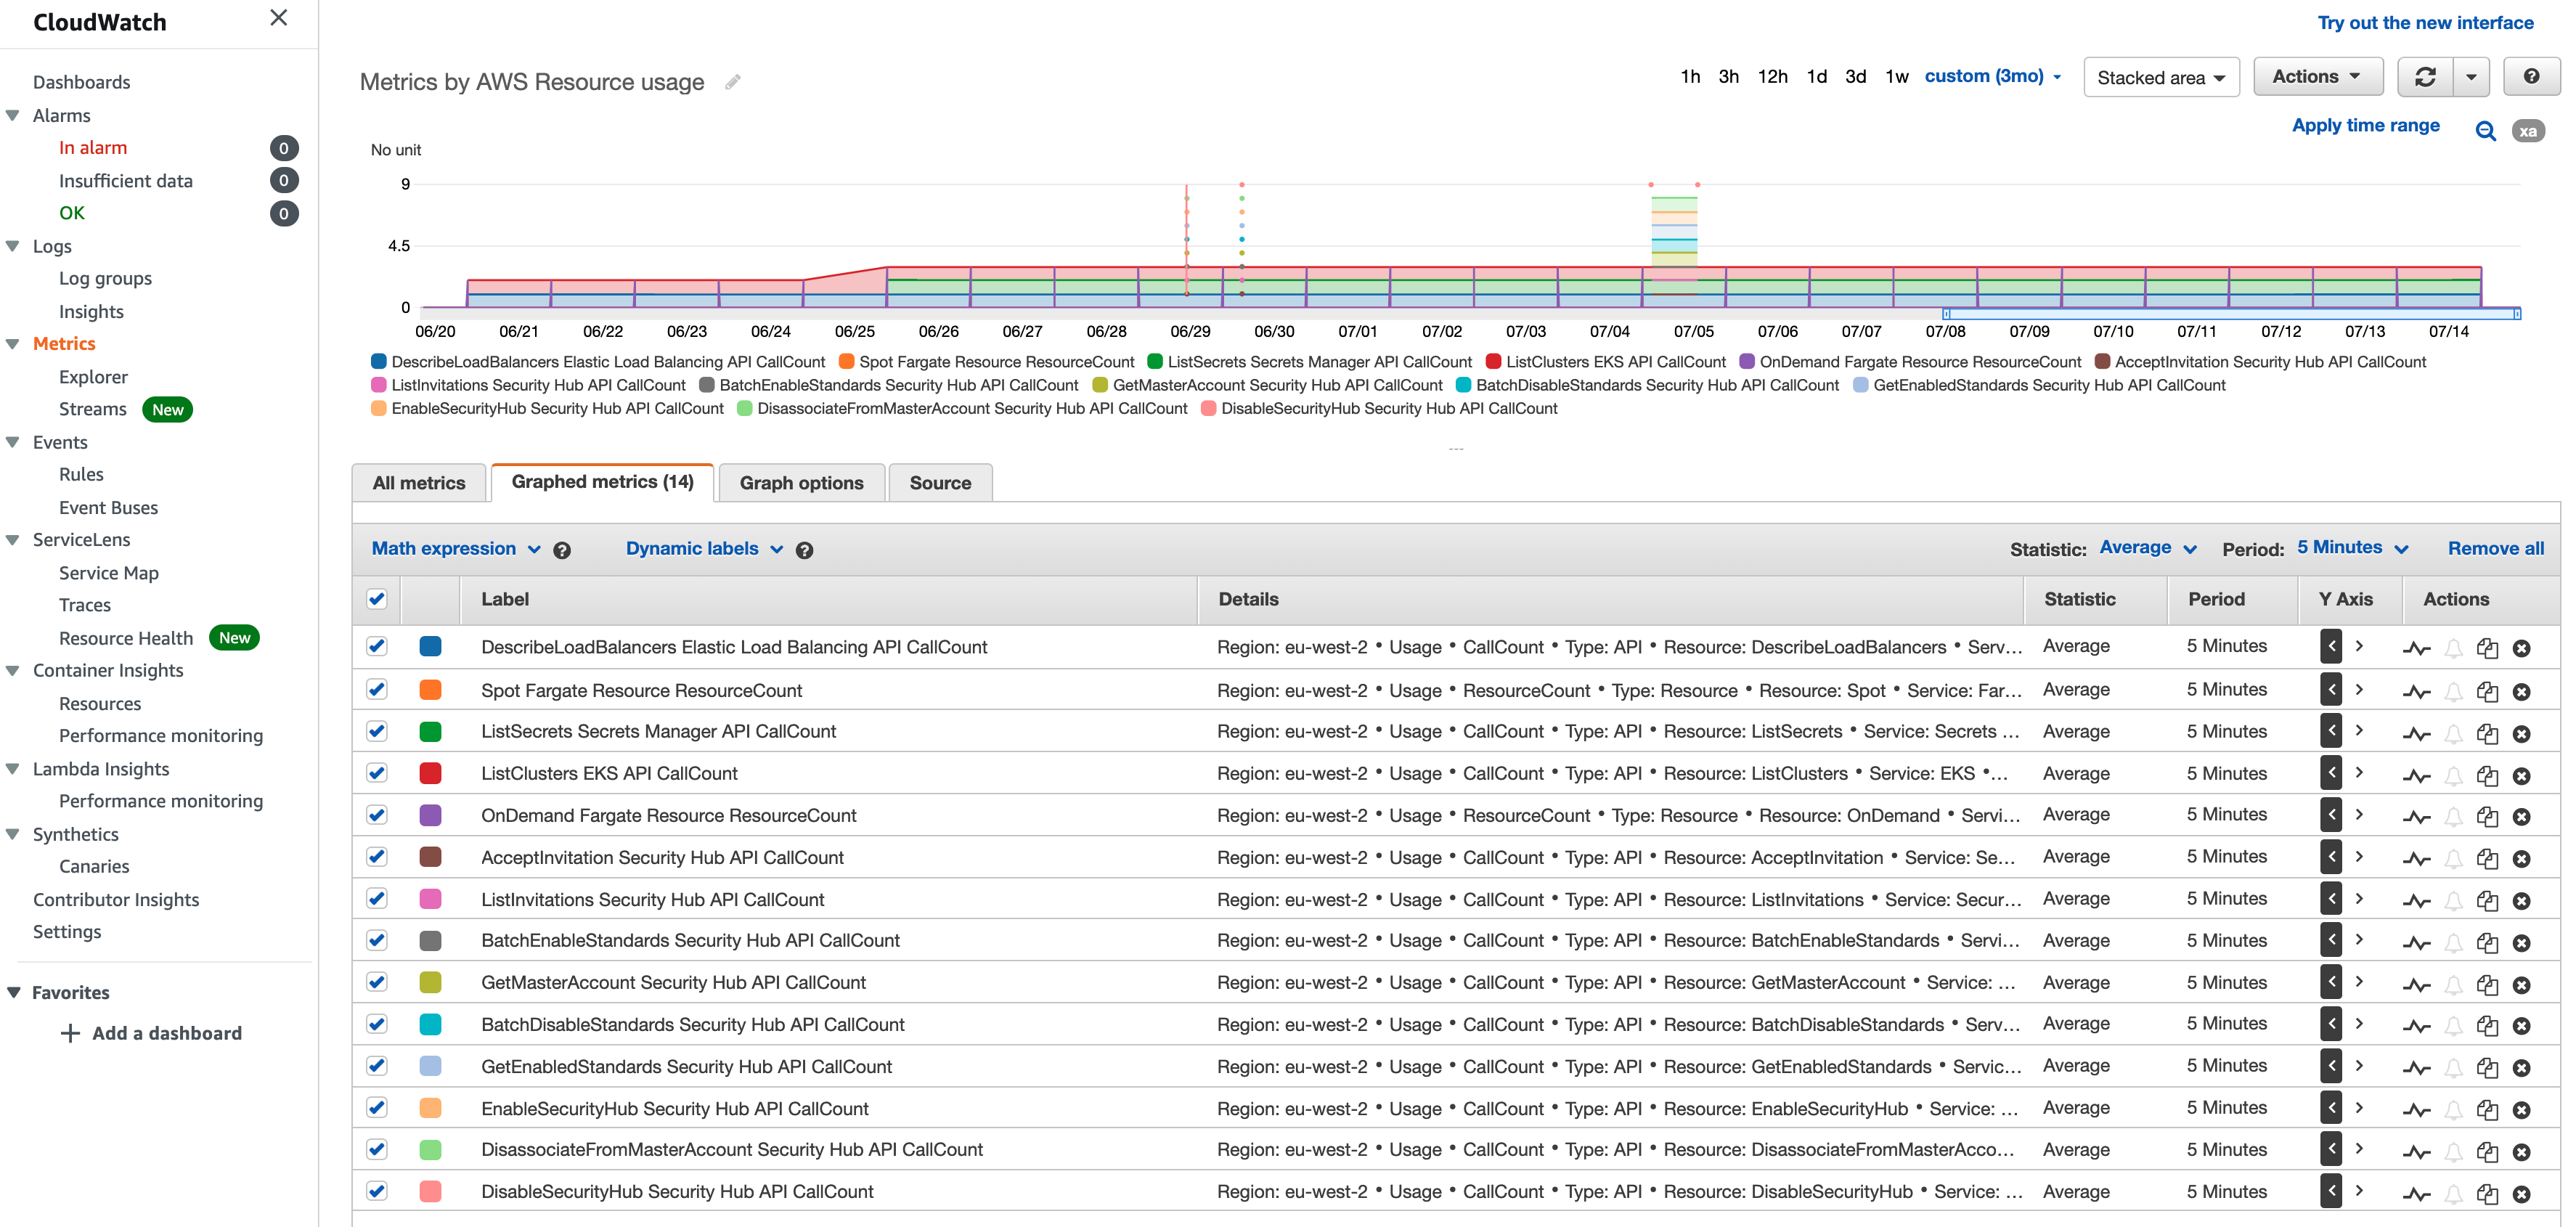 CloudWatch
Dashboards
Alarms
In alarm 0
Insufficient data 0
OK 0
Logs
Log groups
Insights
Metrics
Explorer
Streams New
Events
Rules
Event Buses
ServiceLens
Service Map
Traces
Resource Health New
Container Insights
Resources
Performance monitoring
Lambda Insights
Performance monitoring
Synthetics
Canaries
Contributor Insights
Settings
Favorites
Add a dashboard
Try out the new interface
Metrics by AWS Resource usage
1h 3h 12h 1d 3d 1w custom (3mo) Stacked area Actions
Apply time range xa
No unit
9
4.5
0
06/20 06/21 06/22 06/23 06/24 06/25 06/26 06/27 06/28 06/29 06/30 07/01 07/02 07/03 07/04 07/05 07/06 07/07 07/08 07/09 07/10 07/11 07/12 07/13 07/14
DescribeLoadBalancers Elastic Load Balancing API CallCount Spot Fargate Resource ResourceCount ListSecrets Secrets Manager API CallCount ListClusters EKS API CallCount OnDemand Fargate Resource ResourceCount AcceptInvitation Security Hub API CallCount
ListInvitations Security Hub API CallCount BatchEnableStandards Security Hub API CallCount GetMasterAccount Security Hub API CallCount BatchDisableStandards Security Hub API CallCount GetEnabledStandards Security Hub API CallCount
EnableSecurityHub Security Hub API CallCount DisassociateFromMasterAccount Security Hub API CallCount DisableSecurityHub Security Hub API CallCount
All metrics Graphed metrics (14) Graph options Source
Math expression ? Dynamic labels ? Statistic: Average Period: 5 Minutes Remove all
Label Details Statistic Period Y Axis Actions
DescribeLoadBalancers Elastic Load Balancing API CallCount Region: eu-west-2 • Usage • CallCount • Type: API • Resource: DescribeLoadBalancers • Serv... Average 5 Minutes
Spot Fargate Resource ResourceCount Region: eu-west-2 • Usage • ResourceCount • Type: Resource • Resource: Spot • Service: Far... Average 5 Minutes
ListSecrets Secrets Manager API CallCount Region: eu-west-2 • Usage • CallCount • Type: API • Resource: ListSecrets • Service: Secrets ... Average 5 Minutes
ListClusters EKS API CallCount Region: eu-west-2 • Usage • CallCount • Type: API • Resource: ListClusters • Service: EKS •... Average 5 Minutes
OnDemand Fargate Resource ResourceCount Region: eu-west-2 • Usage • ResourceCount • Type: Resource • Resource: OnDemand • Servi... Average 5 Minutes
AcceptInvitation Security Hub API CallCount Region: eu-west-2 • Usage • CallCount • Type: API • Resource: AcceptInvitation • Service: Se... Average 5 Minutes
ListInvitations Security Hub API CallCount Region: eu-west-2 • Usage • CallCount • Type: API • Resource: ListInvitations • Service: Secur... Average 5 Minutes
BatchEnableStandards Security Hub API CallCount Region: eu-west-2 • Usage • CallCount • Type: API • Resource: BatchEnableStandards • Servi... Average 5 Minutes
GetMasterAccount Security Hub API CallCount Region: eu-west-2 • Usage • CallCount • Type: API • Resource: GetMasterAccount • Service: ... Average 5 Minutes
BatchDisableStandards Security Hub API CallCount Region: eu-west-2 • Usage • CallCount • Type: API • Resource: BatchDisableStandards • Serv... Average 5 Minutes
GetEnabledStandards Security Hub API CallCount Region: eu-west-2 • Usage • CallCount • Type: API • Resource: GetEnabledStandards • Servic... Average 5 Minutes
EnableSecurityHub Security Hub API CallCount Region: eu-west-2 • Usage • CallCount • Type: API • Resource: EnableSecurityHub • Service: ... Average 5 Minutes
DisassociateFromMasterAccount Security Hub API CallCount Region: eu-west-2 • Usage • CallCount • Type: API • Resource: DisassociateFromMasterAcco... Average 5 Minutes
DisableSecurityHub Security Hub API CallCount Region: eu-west-2 • Usage • CallCount • Type: API • Resource: DisableSecurityHub • Service: ... Average 5 Minutes